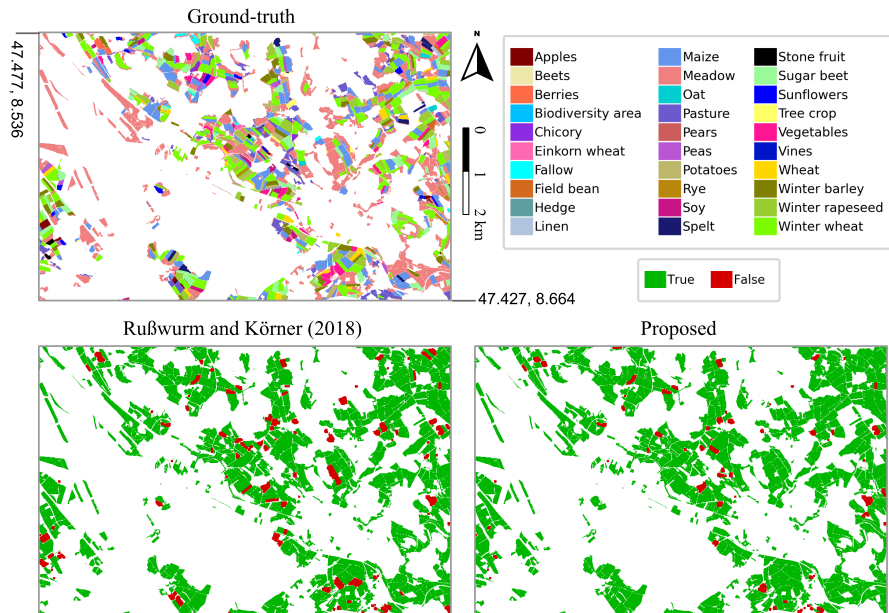 Ground-truth
47.477, 8.536
N
0
1
2 km
47.427, 8.664
Apples
Beets
Berries
Biodiversity area
Chicory
Einkorn wheat
Fallow
Field bean
Hedge
Linen
Maize
Meadow
Oat
Pasture
Pears
Peas
Potatoes
Rye
Soy
Spelt
Stone fruit
Sugar beet
Sunflowers
Tree crop
Vegetables
Vines
Wheat
Winter barley
Winter rapeseed
Winter wheat
True
False
Rußwurm and Körner (2018)
Proposed